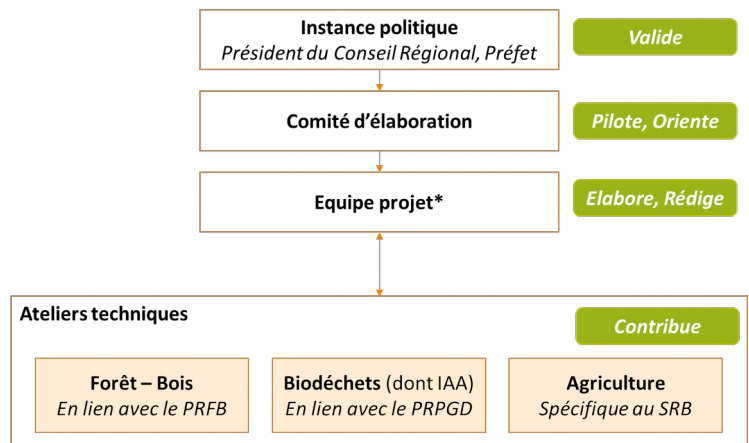 Instance politique
Président du Conseil Régional, Préfet
Valide
Comité d'élaboration
Pilote, Oriente
Equipe projet*
Elabore, Rédige
Ateliers techniques
Contribue
Forêt – Bois
En lien avec le PRFB
Biodéchets (dont IAA)
En lien avec le PRPGD
Agriculture
Spécifique au SRB